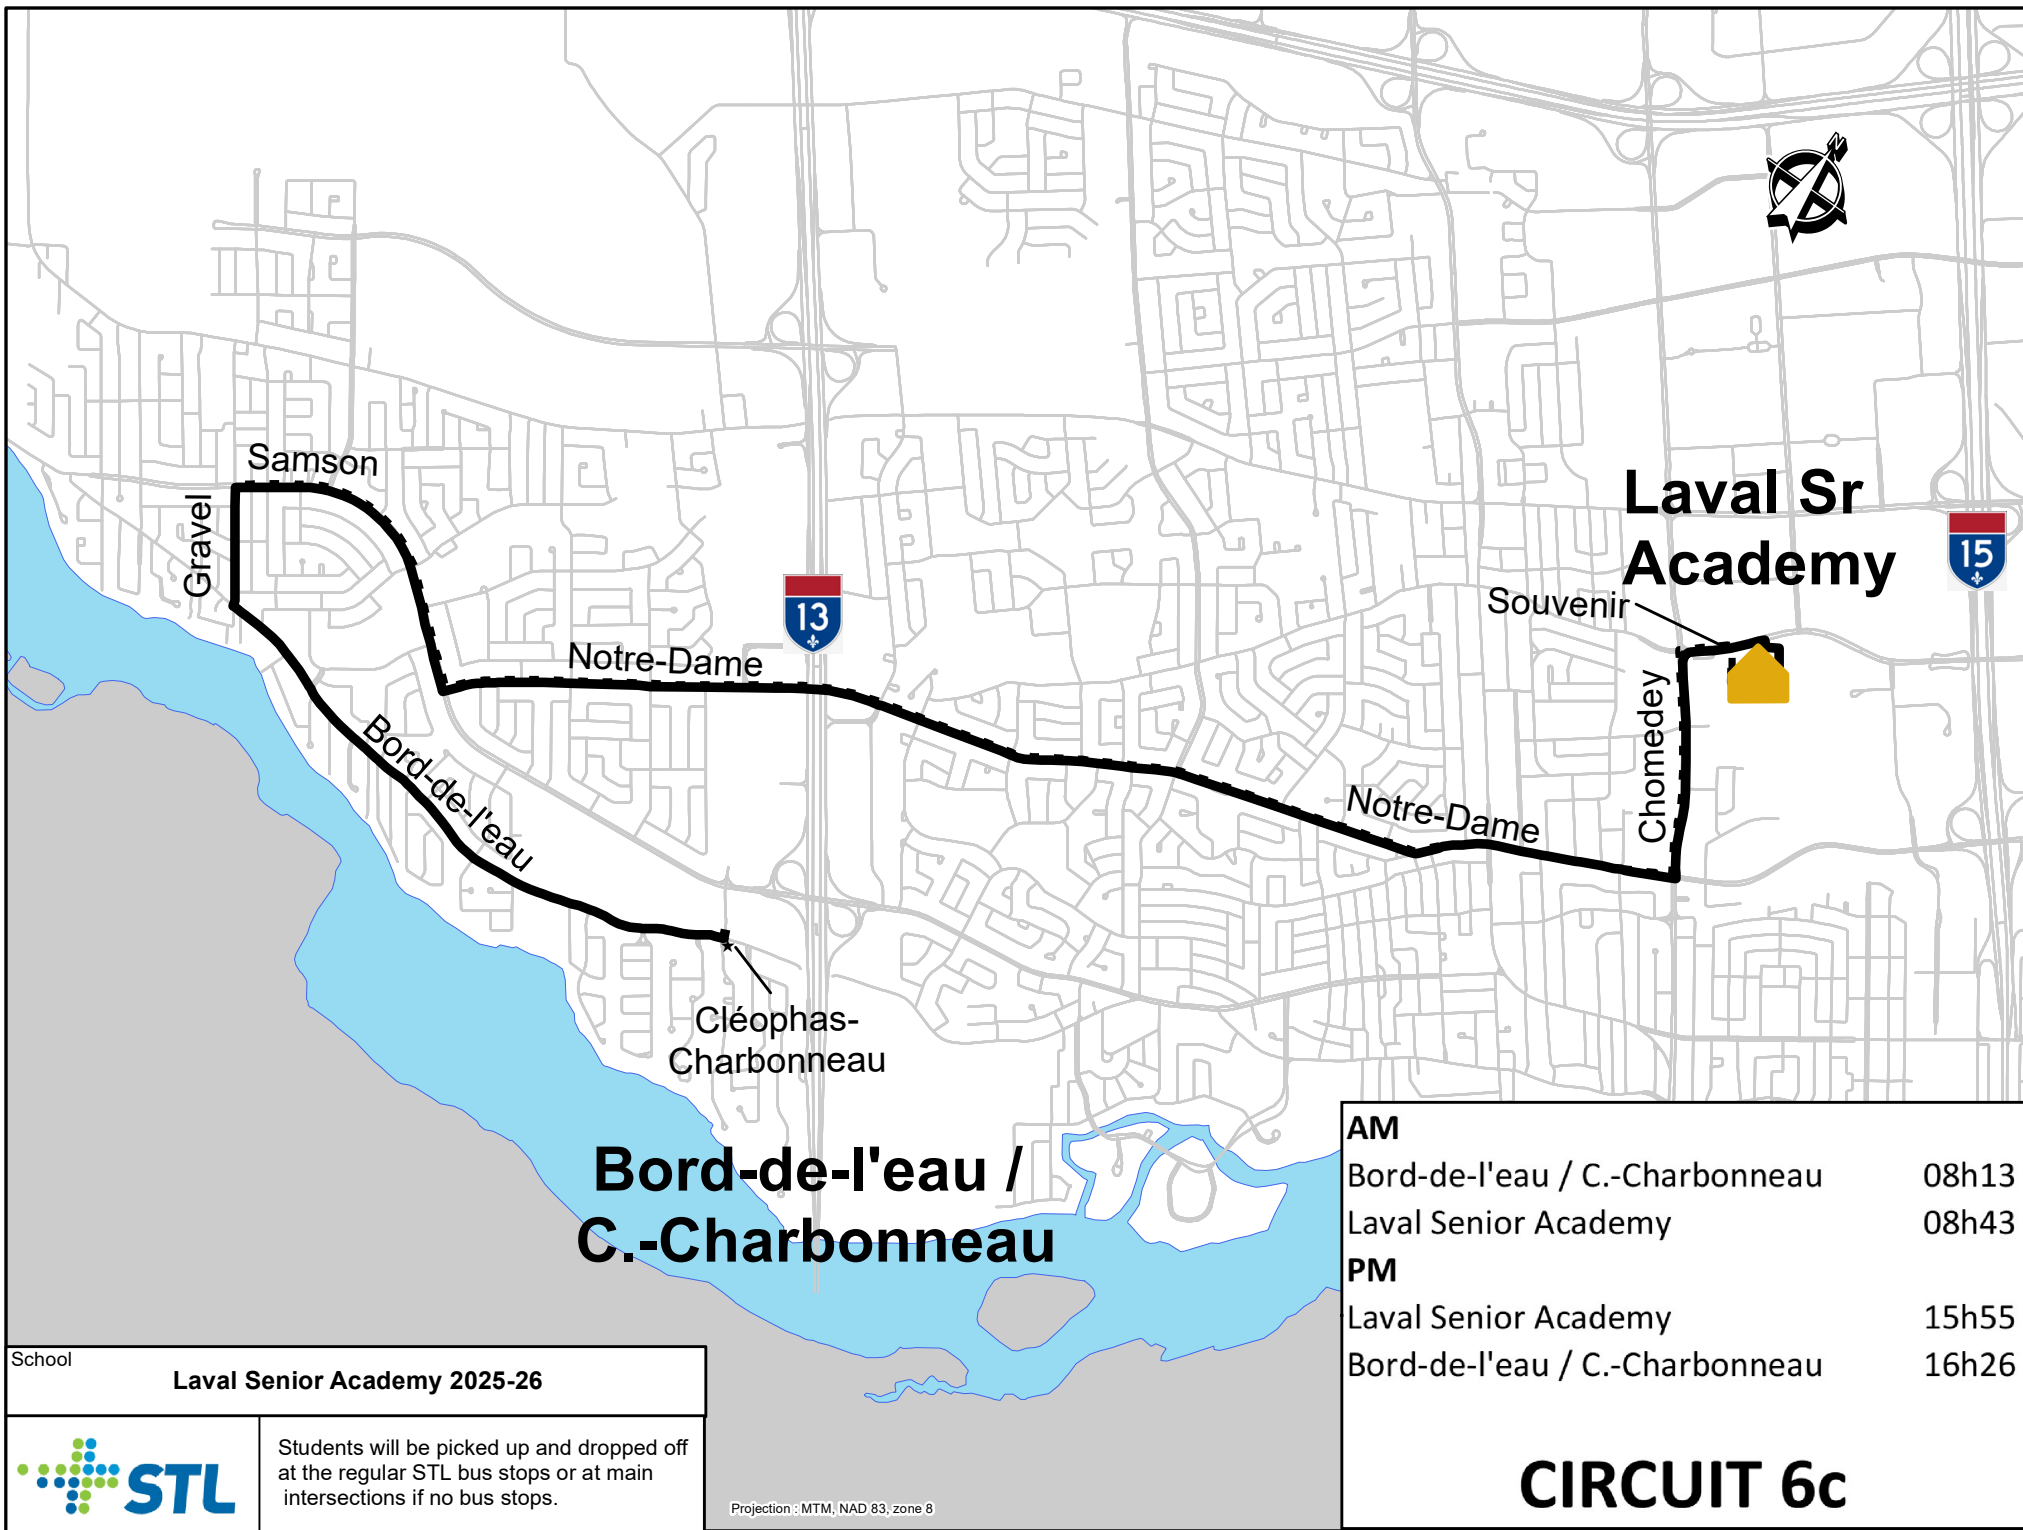 Samson
Gravel
Laval Sr
Academy
15
Souvenir
13
Notre-Dame
Chomedey
Bord-de-l'eau
Notre-Dame
Cléophas-
Charbonneau
Bord-de-l'eau /
C.-Charbonneau
N
AM
Bord-de-l'eau / C.-Charbonneau 08h13
Laval Senior Academy 08h43
PM
Laval Senior Academy 15h55
Bord-de-l'eau / C.-Charbonneau 16h26
CIRCUIT 6c
School
Laval Senior Academy 2025-26
STL
Students will be picked up and dropped off
at the regular STL bus stops or at main
intersections if no bus stops.
Projection : MTM, NAD 83, zone 8